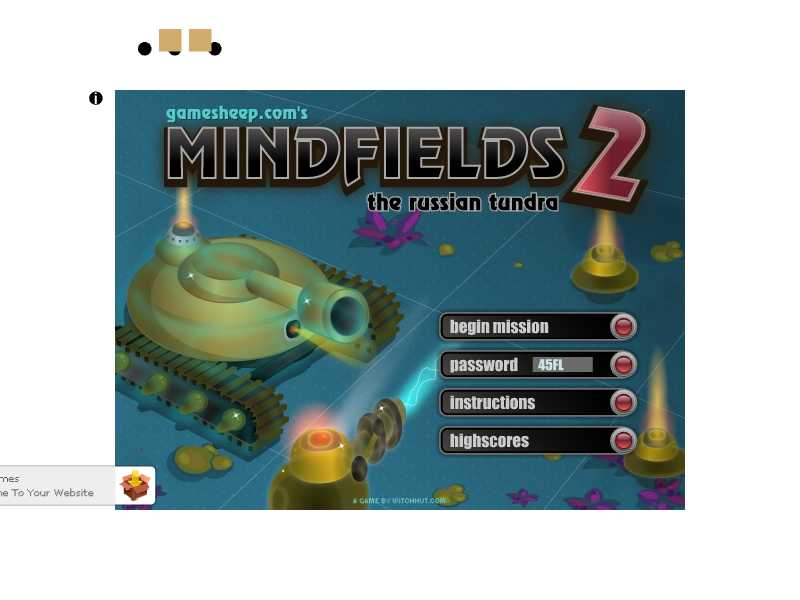 i
gamesheep.com's
MINDFIELDS 2
the russian tundra
begin mission
password 45FL
instructions
highscores
mes
e To Your Website
A GAME BY WITCHHUT.COM